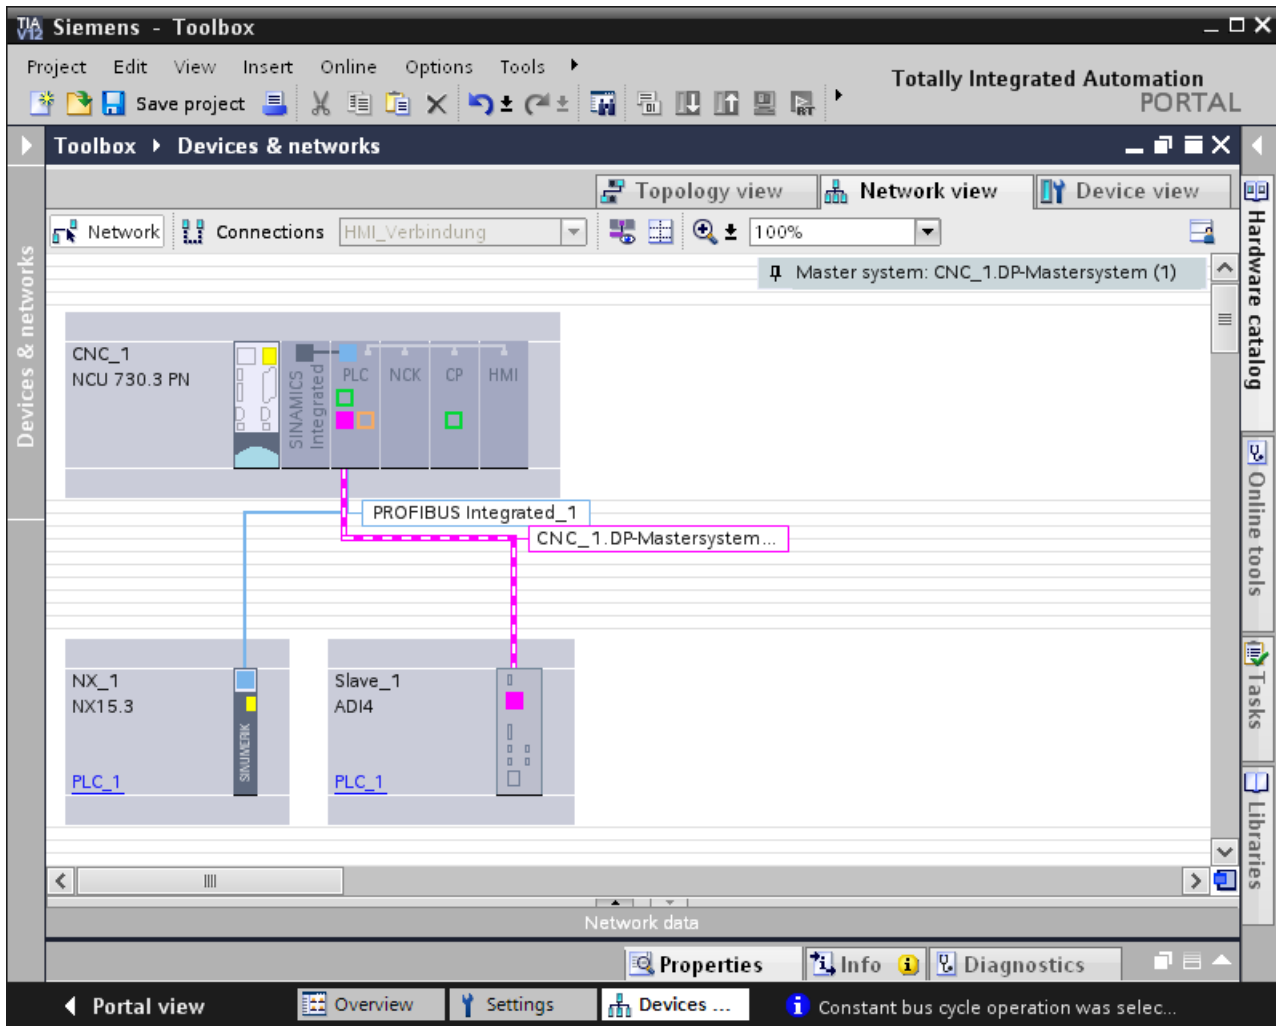 TIA V12 Siemens - Toolbox
Project Edit View Insert Online Options Tools
Totally Integrated Automation
PORTAL
Save project
Toolbox Devices & networks
Topology view Network view Device view
Network Connections HMI_Verbindung 100%
Master system: CNC_1.DP-Mastersystem (1)
Devices & networks
CNC_1
NCU 730.3 PN
SINAMICS
Integrated
PLC NCK CP HMI
PROFIBUS Integrated_1
CNC_1.DP-Mastersystem...
NX_1
NX15.3
SINUMERIK
PLC_1
Slave_1
ADI4
PLC_1
Hardware catalog
Online tools
Tasks
Libraries
Network data
Properties Info Diagnostics
Portal view Overview Settings Devices ... Constant bus cycle operation was selec...